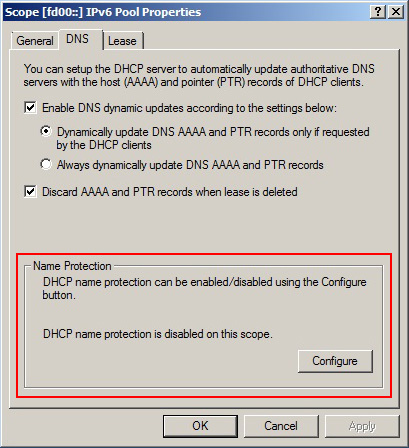 Scope [fd00::] IPv6 Pool Properties
General DNS Lease
You can setup the DHCP server to automatically update authoritative DNS
servers with the host (AAAA) and pointer (PTR) records of DHCP clients.
Enable DNS dynamic updates according to the settings below:
Dynamically update DNS AAAA and PTR records only if requested
by the DHCP clients
Always dynamically update DNS AAAA and PTR records
Discard AAAA and PTR records when lease is deleted
Name Protection
DHCP name protection can be enabled/disabled using the Configure
button.
DHCP name protection is disabled on this scope.
Configure
OK Cancel Apply